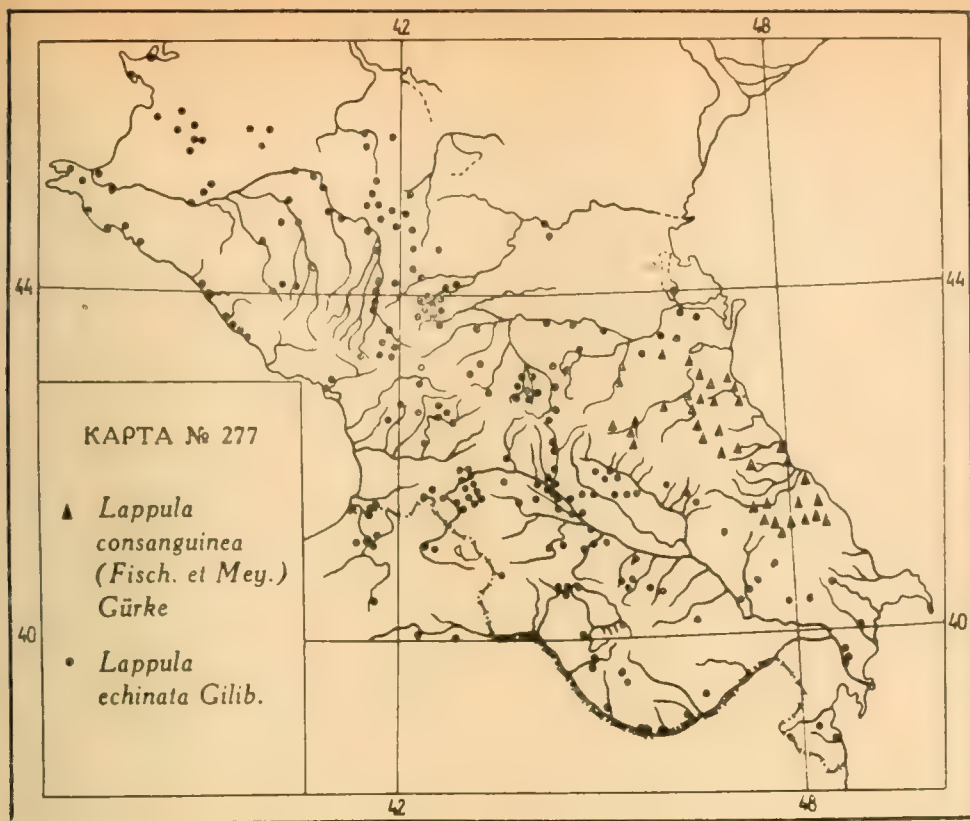 42 48
44 44
КАРТА № 277
Lappula
consanguinea
(Fisch. et Mey.)
Gürke
40 40
Lappula
echinata Gilib.
42 48